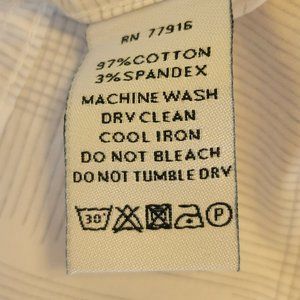 RN 77916
97%COTTON
3%SPANDEX
MACHINE WASH
DRY CLEAN
COOL IRON
DO NOT BLEACH
DO NOT TUMBLE DRY
30° P